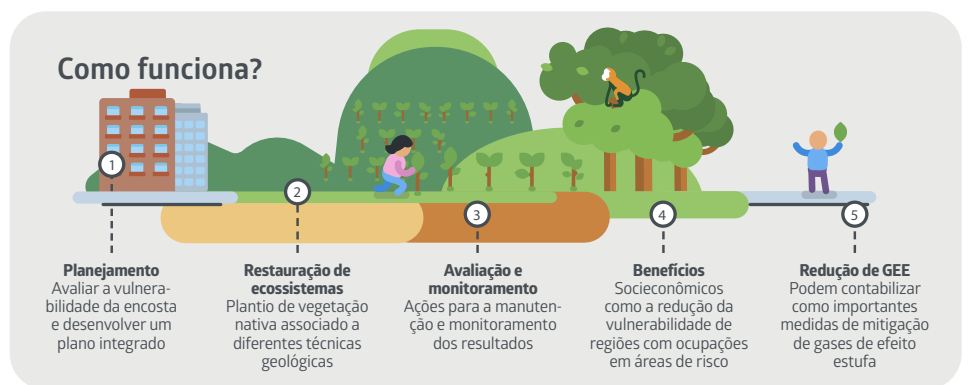 Como funciona?
1
2
3
4
5
Planejamento
Avaliar a vulnera-
bilidade da encosta
e desenvolver um
plano integrado
Restauração de
ecossistemas
Plantio de vegetação
nativa associado a
diferentes técnicas
geológicas
Avaliação e
monitoramento
Ações para a manuten-
ção e monitoramento
dos resultados
Benefícios
Socieconômicos
como a redução da
vulnerabilidade de
regiões com ocupações
em áreas de risco
Redução de GEE
Podem contabilizar
como importantes
medidas de mitigação
de gases de efeito
estufa